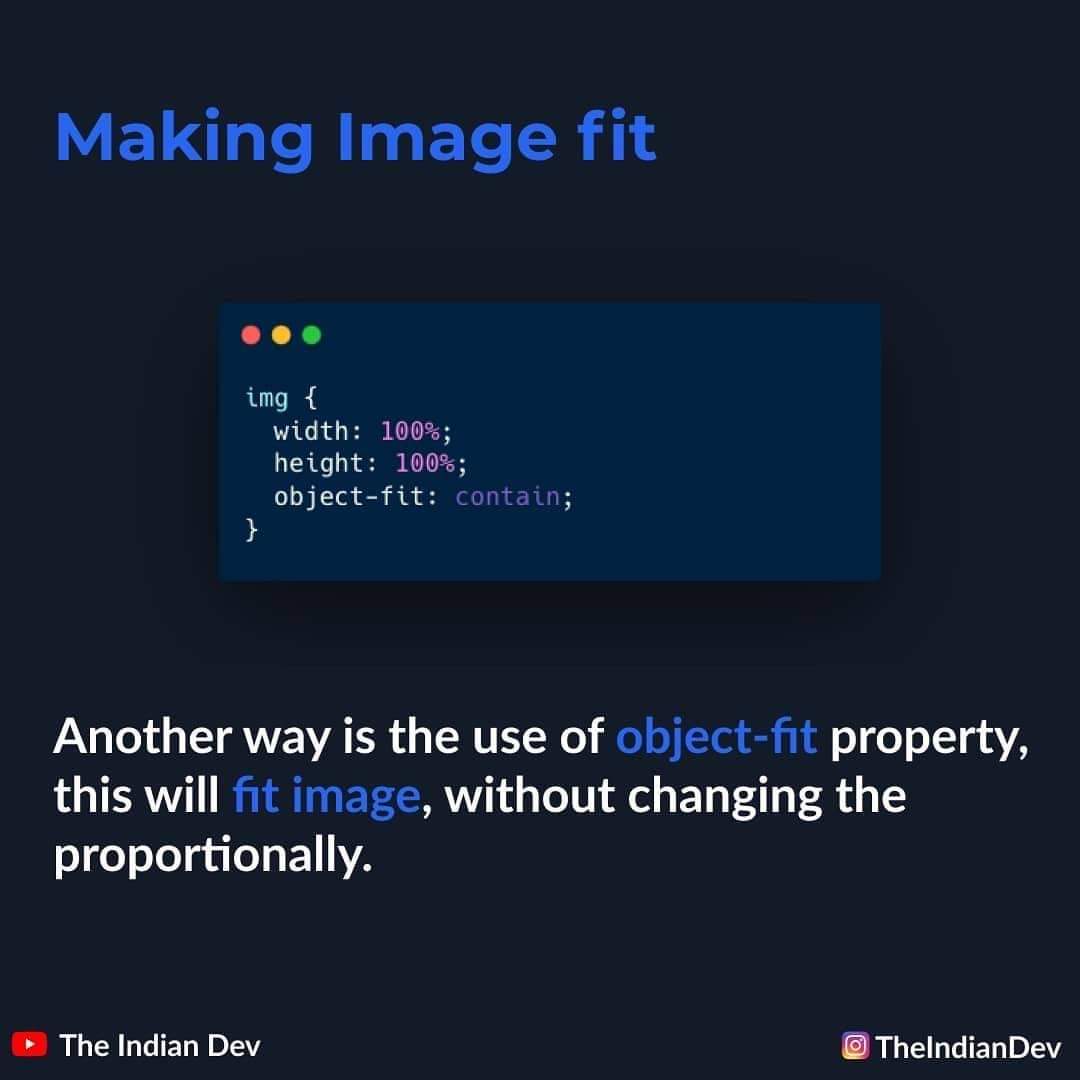 Making Image fit
img {
  width: 100%;
  height: 100%;
  object-fit: contain;
}
Another way is the use of object-fit property,
this will fit image, without changing the
proportionally.
The Indian Dev
TheIndianDev